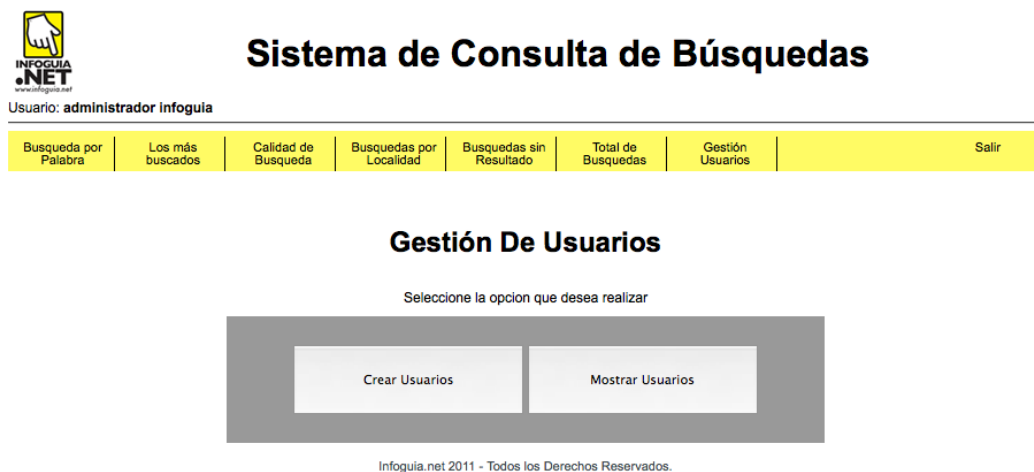 INFOGUIA
.NET
www.infoguia.net
Sistema de Consulta de Búsquedas
Usuario: administrador infoguia
Busqueda por
Palabra
Los más
buscados
Calidad de
Busqueda
Busquedas por
Localidad
Busquedas sin
Resultado
Total de
Busquedas
Gestión
Usuarios
Salir
Gestión De Usuarios
Seleccione la opcion que desea realizar
Crear Usuarios
Mostrar Usuarios
Infoguia.net 2011 - Todos los Derechos Reservados.